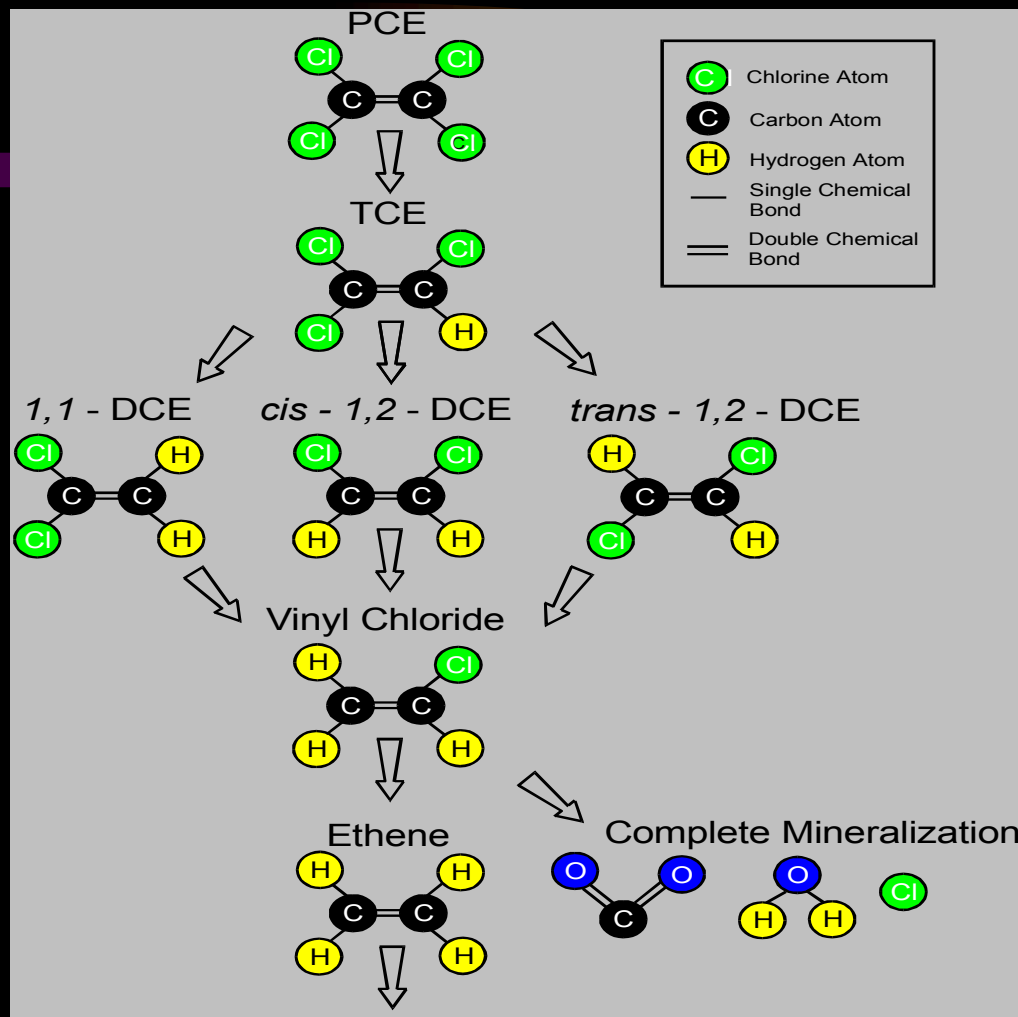 PCE
Cl Cl
C C
Cl Cl
Cl Chlorine Atom
C Carbon Atom
H Hydrogen Atom
Single Chemical
Bond
Double Chemical
Bond
TCE
Cl Cl
C C
Cl H
1,1 - DCE
Cl H
C C
Cl H
cis - 1,2 - DCE
Cl Cl
C C
H H
trans - 1,2 - DCE
H Cl
C C
Cl H
Vinyl Chloride
H Cl
C C
H H
Ethene
H H
C C
H H
Complete Mineralization
O O O Cl
C H H